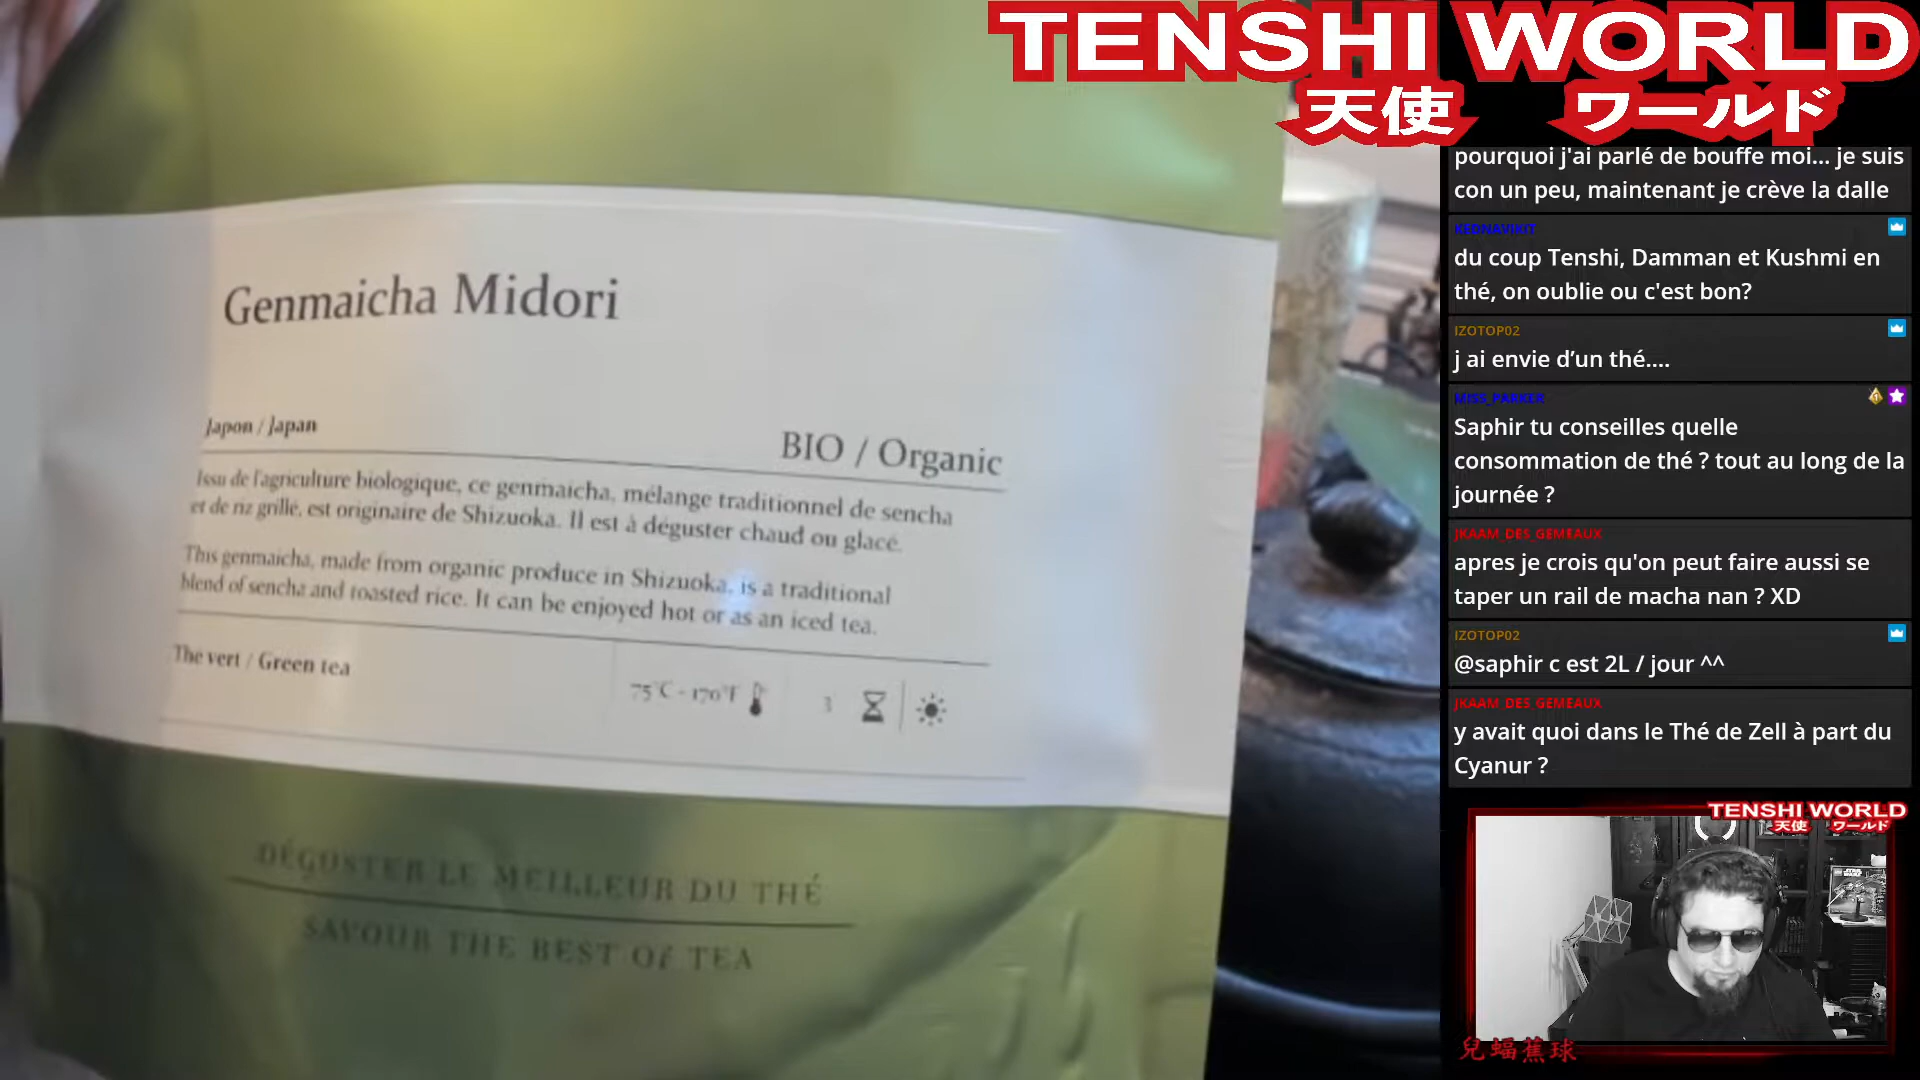 TENSHI WORLD
天使 ワールド
Genmaicha Midori
Japon / Japan
BIO / Organic
Issu de l'agriculture biologique, ce genmaicha, mélange traditionnel de sencha
et de riz grillé, est originaire de Shizuoka. Il est à déguster chaud ou glacé.
This genmaicha, made from organic produce in Shizuoka, is a traditional
blend of sencha and toasted rice. It can be enjoyed hot or as an iced tea.
Thé vert / Green tea
75°C - 170°F 3
DÉGUSTER LE MEILLEUR DU THÉ
SAVOUR THE BEST OF TEA
pourquoi j'ai parlé de bouffe moi... je suis
con un peu, maintenant je crève la dalle
KEONAVIKIT
du coup Tenshi, Damman et Kushmi en
thé, on oublie ou c'est bon?
IZOTOP02
j ai envie d’un thé....
MISS_PARKER
Saphir tu conseilles quelle
consommation de thé ? tout au long de la
journée ?
JKAAM_DES_GEMEAUX
apres je crois qu'on peut faire aussi se
taper un rail de macha nan ? XD
IZOTOP02
@saphir c est 2L / jour ^^
JKAAM_DES_GEMEAUX
y avait quoi dans le Thé de Zell à part du
Cyanur ?
TENSHI WORLD
天使 ワールド
兒蝠蕉球